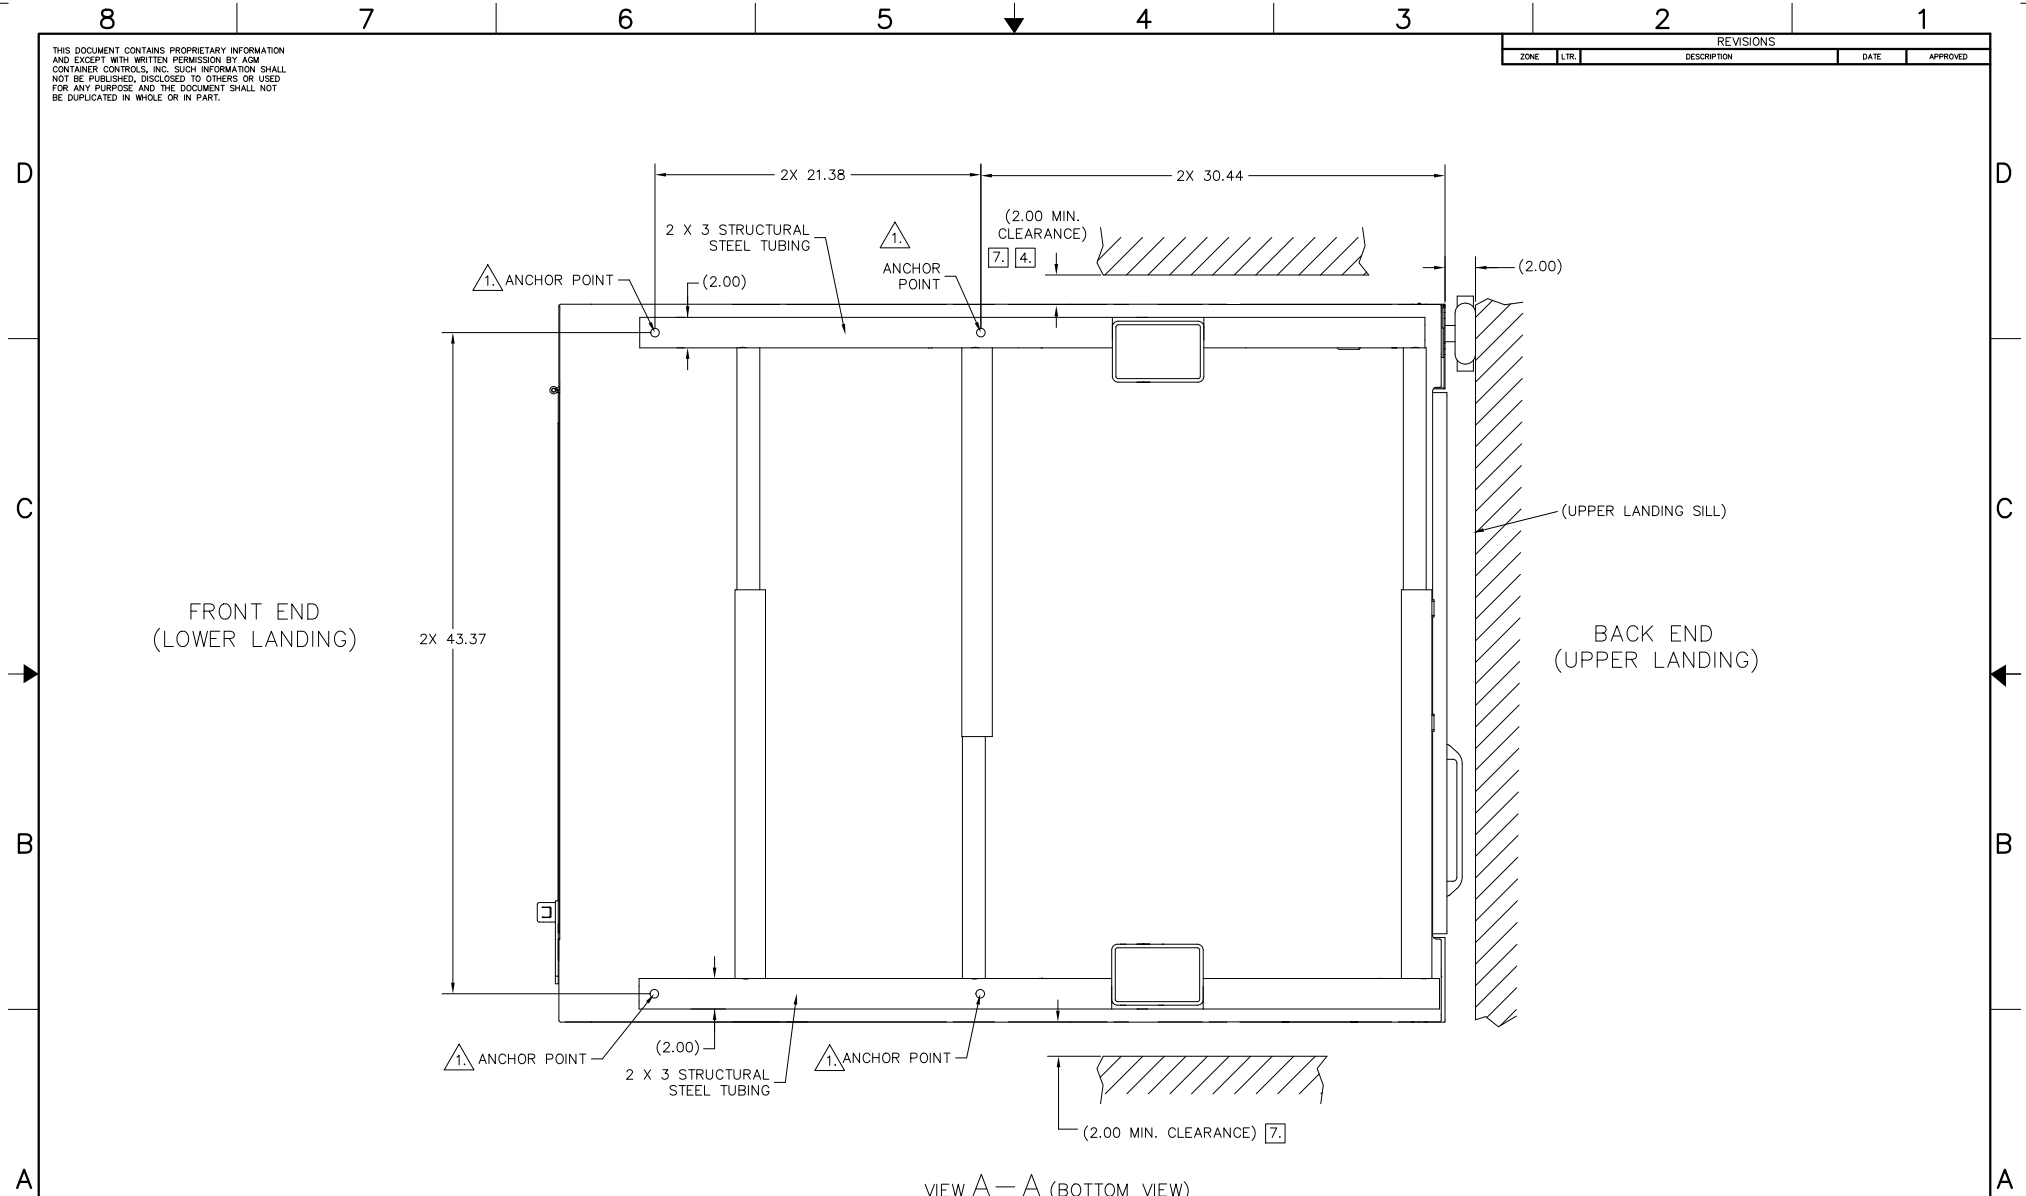 8 7 6 5 4 3 2 1
THIS DOCUMENT CONTAINS PROPRIETARY INFORMATION
AND EXCEPT WITH WRITTEN PERMISSION BY AGM
CONTAINER CONTROLS, INC. SUCH INFORMATION SHALL
NOT BE PUBLISHED, DISCLOSED TO OTHERS OR USED
FOR ANY PURPOSE AND THE DOCUMENT SHALL NOT
BE DUPLICATED IN WHOLE OR IN PART.
REVISIONS
ZONE LTR. DESCRIPTION DATE APPROVED
D D
2X 21.38
2X 30.44
2 X 3 STRUCTURAL
STEEL TUBING
1.
ANCHOR
POINT
(2.00 MIN.
CLEARANCE)
7. 4.
1. ANCHOR POINT
(2.00)
(2.00)
C C
(UPPER LANDING SILL)
FRONT END
(LOWER LANDING)
2X 43.37
BACK END
(UPPER LANDING)
B B
1. ANCHOR POINT
(2.00)
2 X 3 STRUCTURAL
STEEL TUBING
1. ANCHOR POINT
(2.00 MIN. CLEARANCE) 7.
A A
VIEW A-A (BOTTOM VIEW)